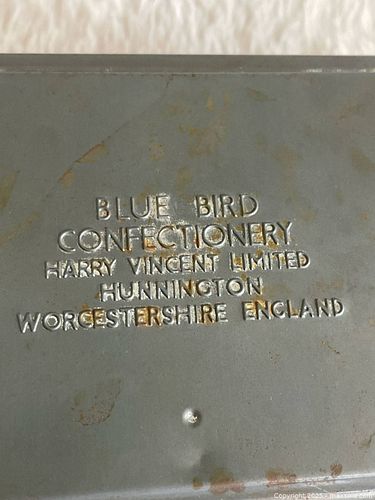 BLUE BIRD
CONFECTIONERY
HARRY VINCENT LIMITED
HUNNINGTON
WORCESTERSHIRE ENGLAND